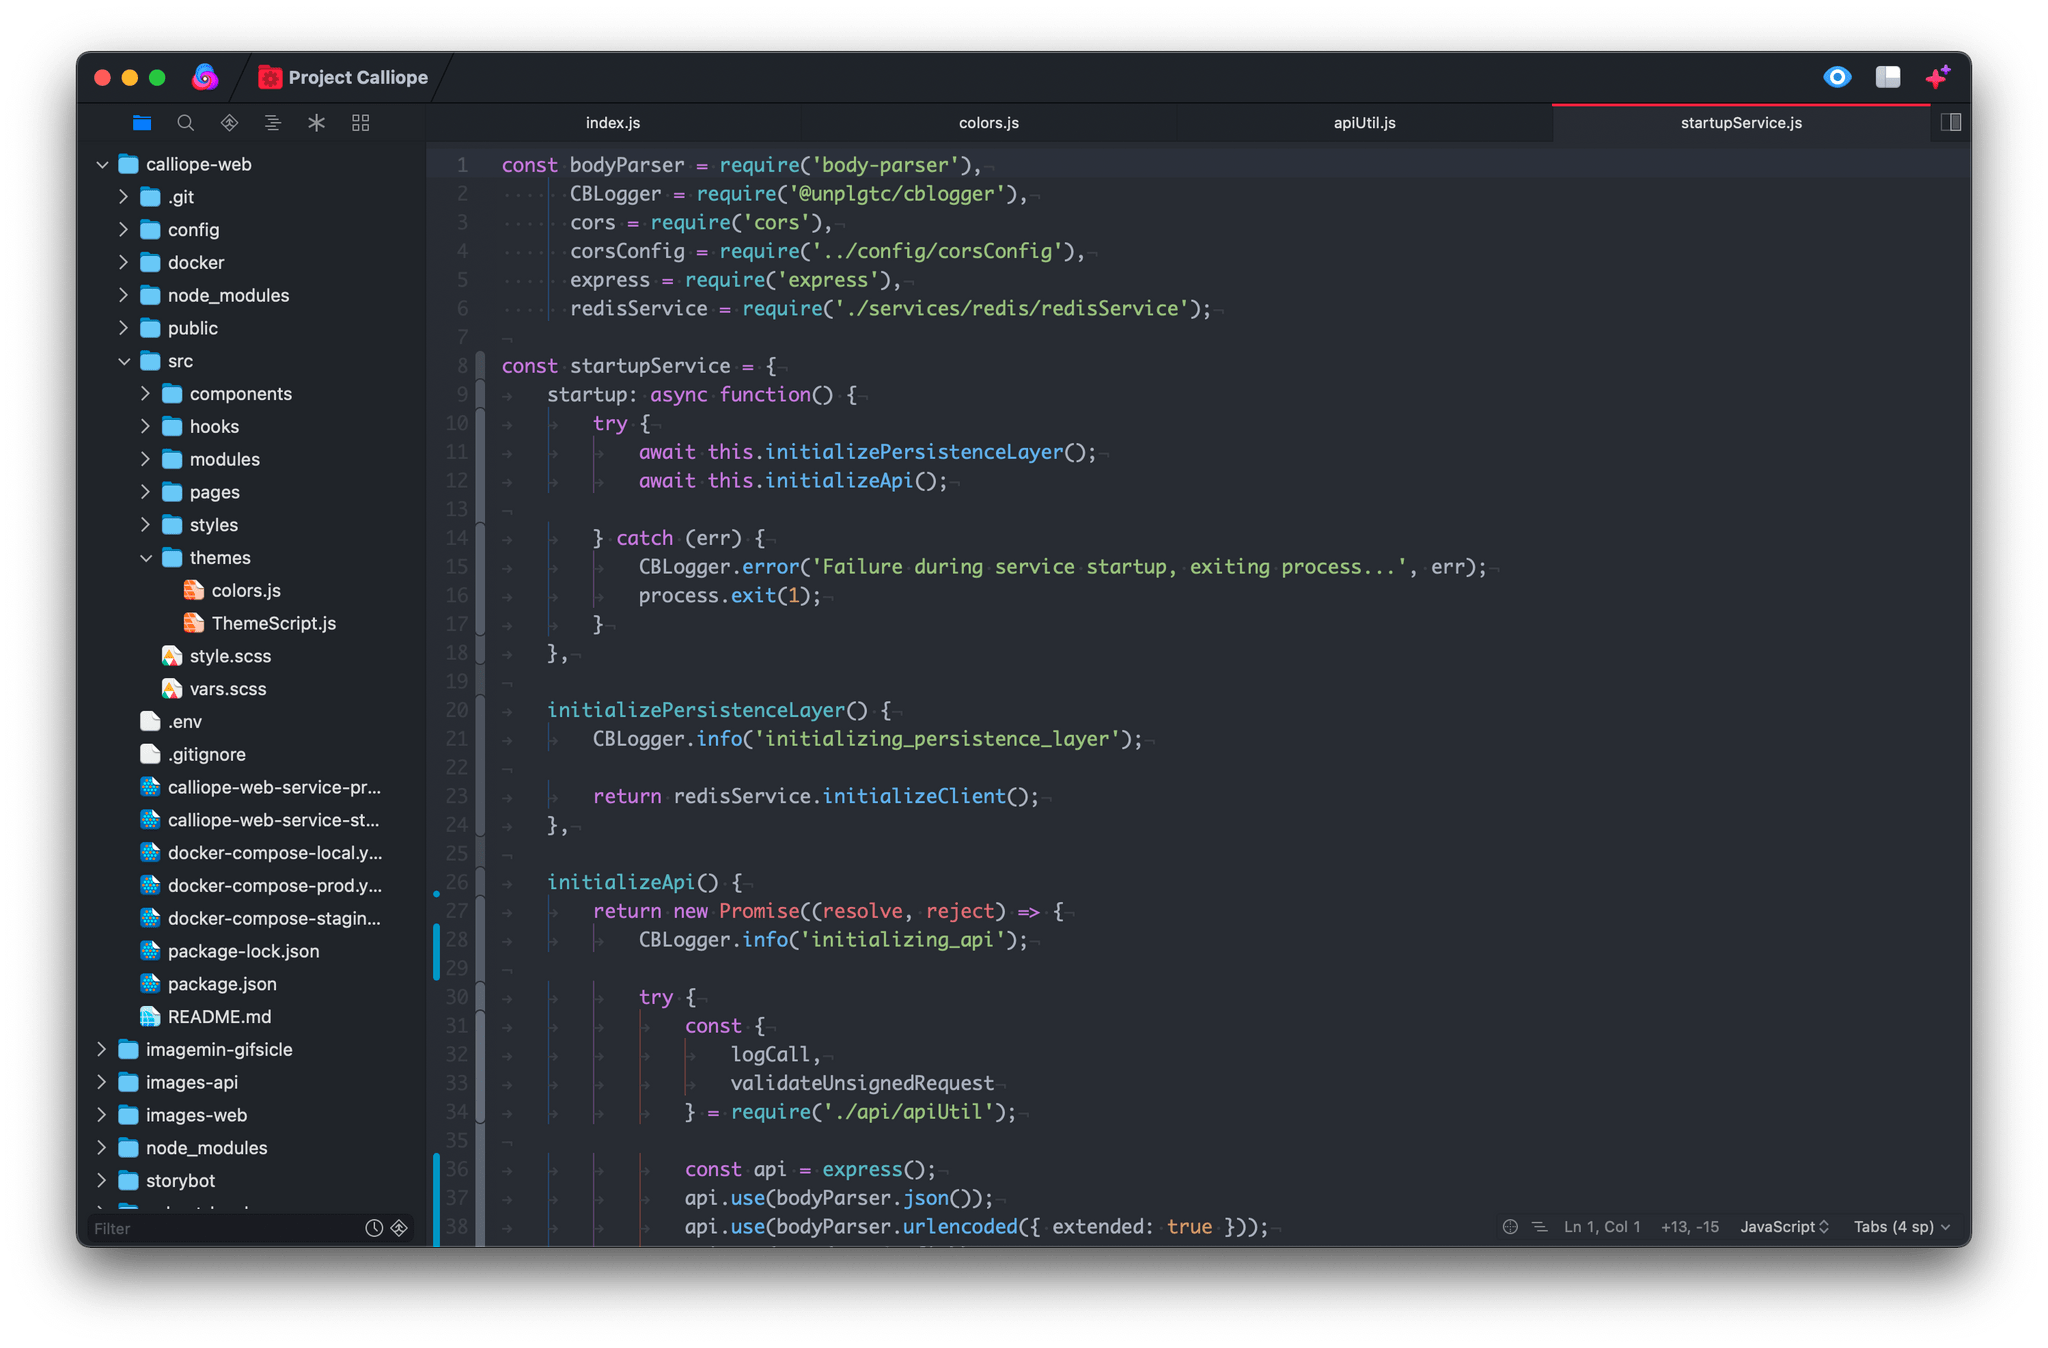 Project Calliope
index.js
colors.js
apiUtil.js
startupService.js
calliope-web
.git
config
docker
node_modules
public
src
components
hooks
modules
pages
styles
themes
colors.js
ThemeScript.js
style.scss
vars.scss
.env
.gitignore
calliope-web-service-pr...
calliope-web-service-st...
docker-compose-local.y...
docker-compose-prod.y...
docker-compose-stagin...
package-lock.json
package.json
README.md
imagemin-gifsicle
images-api
images-web
node_modules
storybot
Filter
1 const bodyParser = require('body-parser'),
2 CBLogger = require('@unplgtc/cblogger'),
3 cors = require('cors'),
4 corsConfig = require('../config/corsConfig'),
5 express = require('express'),
6 redisService = require('./services/redis/redisService');
7
8 const startupService = {
9 startup: async function() {
10 try {
11 await this.initializePersistenceLayer();
12 await this.initializeApi();
13
14 } catch (err) {
15 CBLogger.error('Failure during service startup, exiting process...', err);
16 process.exit(1);
17 }
18 },
19
20 initializePersistenceLayer() {
21 CBLogger.info('initializing_persistence_layer');
22
23 return redisService.initializeClient();
24 },
25
26 initializeApi() {
27 return new Promise((resolve, reject) => {
28 CBLogger.info('initializing_api');
29
30 try {
31 const {
32 logCall,
33 validateUnsignedRequest
34 } = require('./api/apiUtil');
35
36 const api = express();
37 api.use(bodyParser.json());
38 api.use(bodyParser.urlencoded({ extended: true }));
Ln 1, Col 1
+13, -15
JavaScript
Tabs (4 sp)